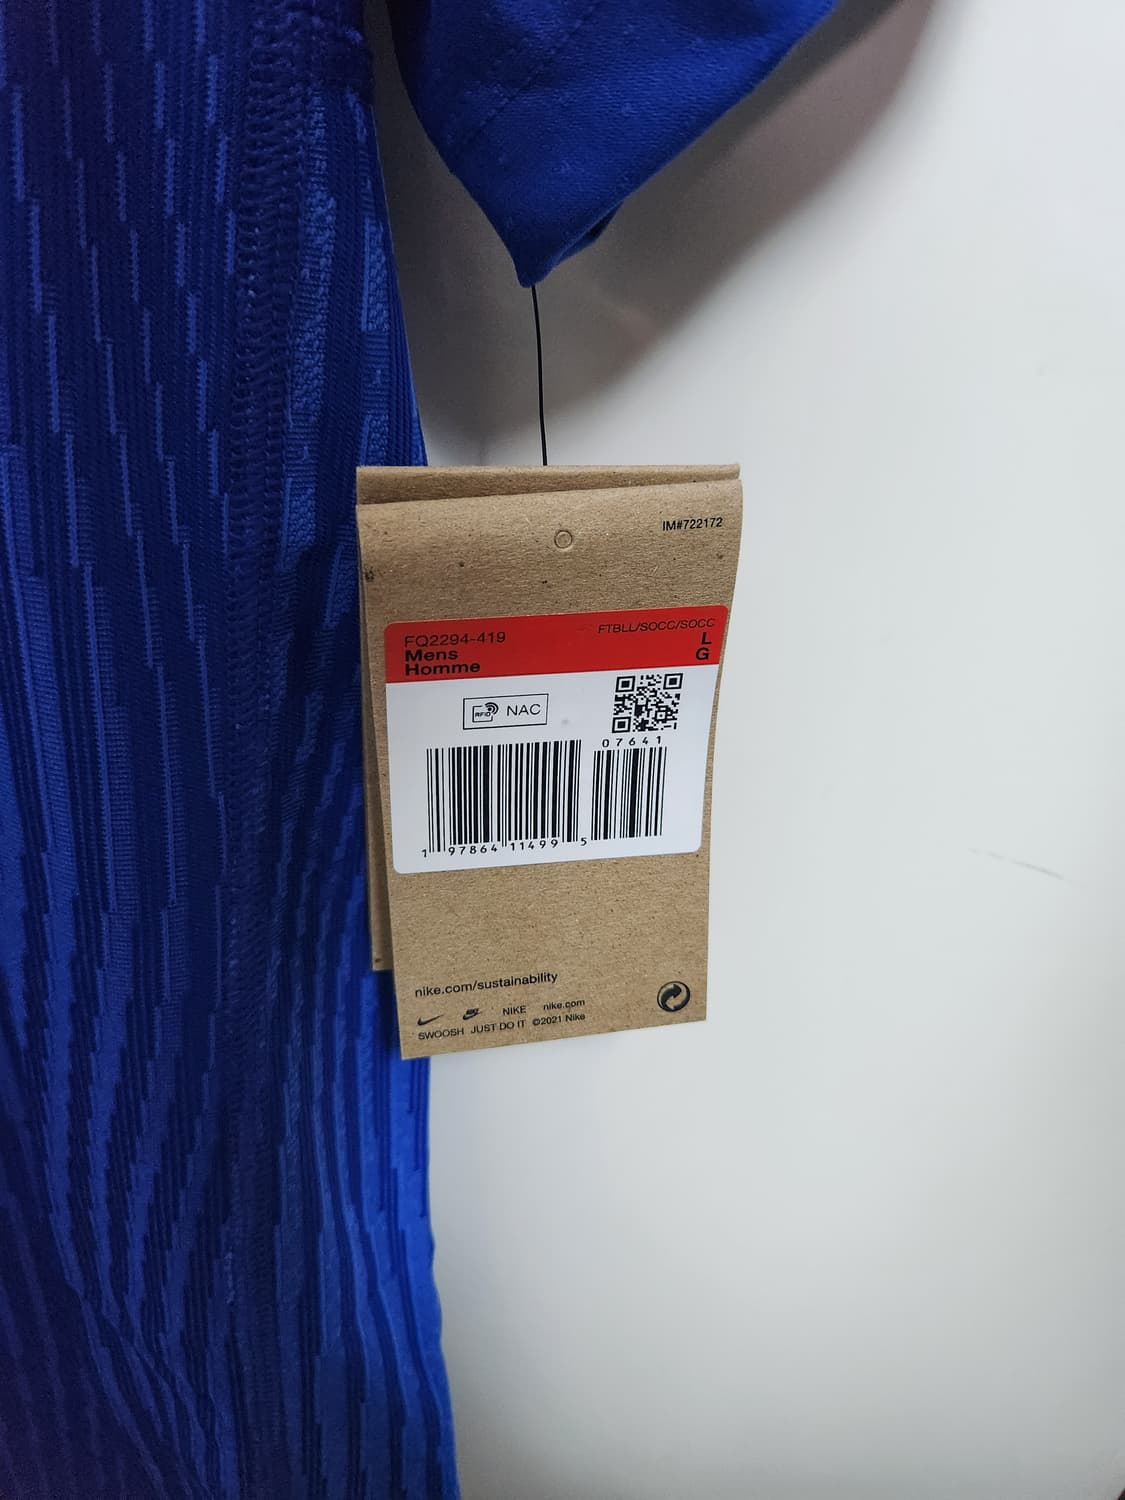 IM#722172
FQ2294-419
FTBLL/SOCC/SOCC
Mens
L
Homme
G
RFID NAC
07641
1 97864 11499 5
nike.com/sustainability
NIKE nike.com
SWOOSH JUST DO IT ©2021 Nike